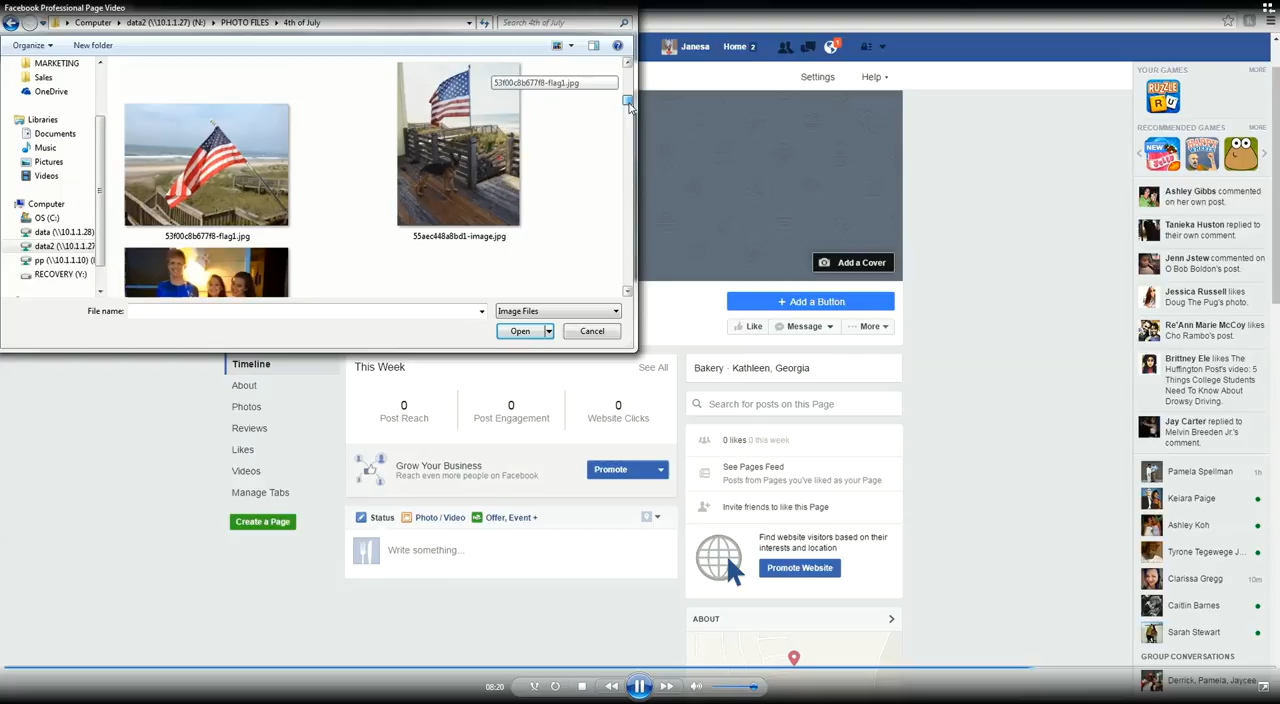 Facebook Professional Page Video
Computer ▸ data2 (\\10.1.1.27) (N:) ▸ PHOTO FILES ▸ 4th of July
Search 4th of July
Organize
New folder
MARKETING
Sales
OneDrive
Libraries
Documents
Music
Pictures
Videos
Computer
OS (C:)
data (\\10.1.1.28)
data2 (\\10.1.1.27
pp (\\10.1.1.10) (
RECOVERY (Y:)
53f00c8b677f8-flag1.jpg
53f00c8b677f8-flag1.jpg
55aec448a8bd1-image.jpg
File name:
Image Files
Open
Cancel
Janesa
Home 2
1
Settings
Help
Add a Cover
+ Add a Button
Like
Message
More
Timeline
About
Photos
Reviews
Likes
Videos
Manage Tabs
Create a Page
This Week
See All
0
Post Reach
0
Post Engagement
0
Website Clicks
Grow Your Business
Reach even more people on Facebook
Promote
Status
Photo / Video
Offer, Event +
Write something...
Bakery · Kathleen, Georgia
Search for posts on this Page
0 likes 0 this week
See Pages Feed
Posts from Pages you've liked as your Page
Invite friends to like this Page
Find website visitors based on their
interests and location
Promote Website
ABOUT
YOUR GAMES
MORE
RUZZLE
R U
RECOMMENDED GAMES
MORE
NEW
Ashley Gibbs commented
on her own post.
Tanieka Huston replied to
their own comment.
Jenn Jstew commented on
O Bob Boldon's post.
Jessica Russell likes
Doug The Pug's photo.
Re'Ann Marie McCoy likes
Cho Rambo's post.
Brittney Ele likes The
Huffington Post's video: 5
Things College Students
Need To Know About
Drowsy Driving.
Jay Carter replied to
Melvin Breeden Jr.'s
comment.
Pamela Spellman
1h
Keiara Paige
Ashley Koh
Tyrone Tegewege J...
Clarissa Gregg
10m
Caitlin Barnes
Sarah Stewart
GROUP CONVERSATIONS
Derrick, Pamela, Jaycee
08:20